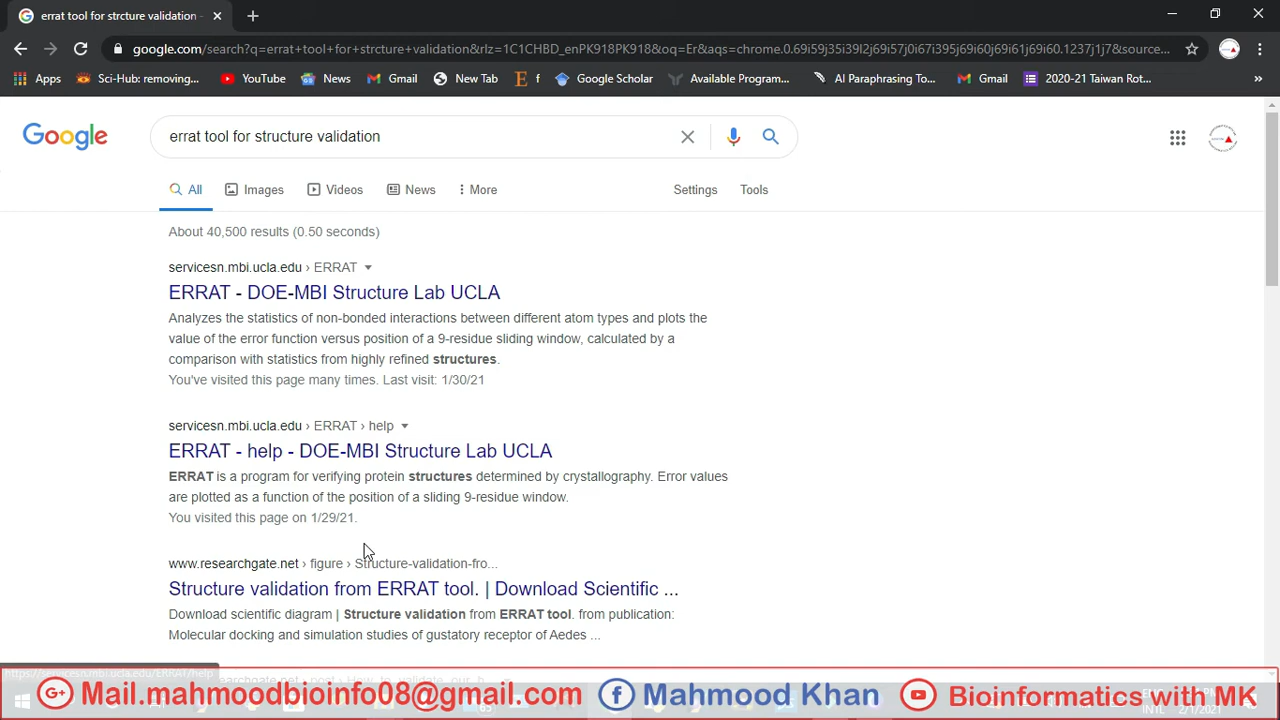 errat tool for strcture validation -
google.com/search?q=errat+tool+for+strcture+validation&rlz=1C1CHBD_enPK918PK918&oq=Er&aqs=chrome.0.69i59j35i39l2j69i57j0i67i395j69i60j69i61j69i60.1237j1j7&source...
Apps Sci-Hub: removing... YouTube News Gmail New Tab f Google Scholar Available Program... AI Paraphrasing To... Gmail 2020-21 Taiwan Rot... »
Google errat tool for structure validation
All Images Videos News More Settings Tools
About 40,500 results (0.50 seconds)
servicesn.mbi.ucla.edu › ERRAT
ERRAT - DOE-MBI Structure Lab UCLA
Analyzes the statistics of non-bonded interactions between different atom types and plots the
value of the error function versus position of a 9-residue sliding window, calculated by a
comparison with statistics from highly refined structures.
You've visited this page many times. Last visit: 1/30/21
servicesn.mbi.ucla.edu › ERRAT › help
ERRAT - help - DOE-MBI Structure Lab UCLA
ERRAT is a program for verifying protein structures determined by crystallography. Error values
are plotted as a function of the position of a sliding 9-residue window.
You visited this page on 1/29/21.
www.researchgate.net › figure › Structure-validation-fro...
Structure validation from ERRAT tool. | Download Scientific ...
Download scientific diagram | Structure validation from ERRAT tool. from publication:
Molecular docking and simulation studies of gustatory receptor of Aedes ...
https://servicesn.mbi.ucla.edu/ERRAT/help
Mail.mahmoodbioinfo08@gmail.com Mahmood Khan Bioinformatics with MK